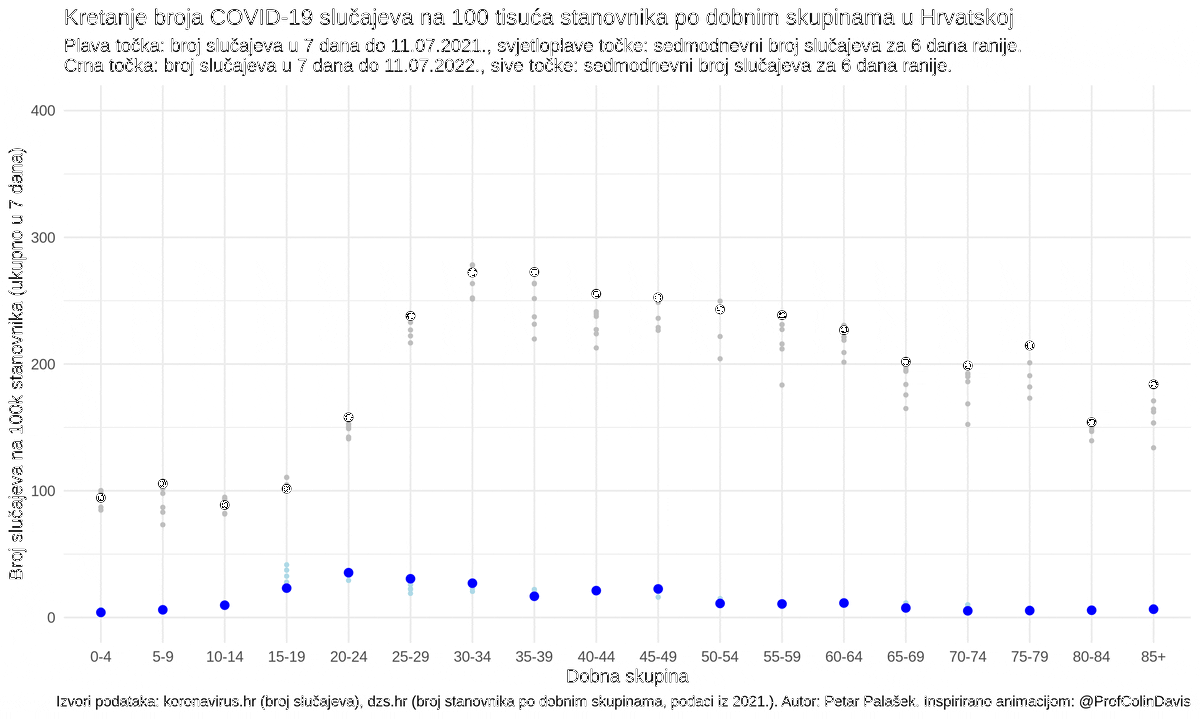 Kretanje broja COVID-19 slučajeva na 100 tisuća stanovnika po dobnim skupinama u Hrvatskoj
Plava točka: broj slučajeva u 7 dana do 11.07.2021., svjetloplave točke: sedmodnevni broj slučajeva za 6 dana ranije.
Crna točka: broj slučajeva u 7 dana do 11.07.2022., sive točke: sedmodnevni broj slučajeva za 6 dana ranije.
Broj slučajeva na 100k stanovnika (ukupno u 7 dana)
400
300
200
100
0
0-4 5-9 10-14 15-19 20-24 25-29 30-34 35-39 40-44 45-49 50-54 55-59 60-64 65-69 70-74 75-79 80-84 85+
Dobna skupina
Izvori podataka: koronavirus.hr (broj slučajeva), dzs.hr (broj stanovnika po dobnim skupinama, podaci iz 2021.). Autor: Petar Palašek. Inspirirano animacijom: @ProfColinDavis